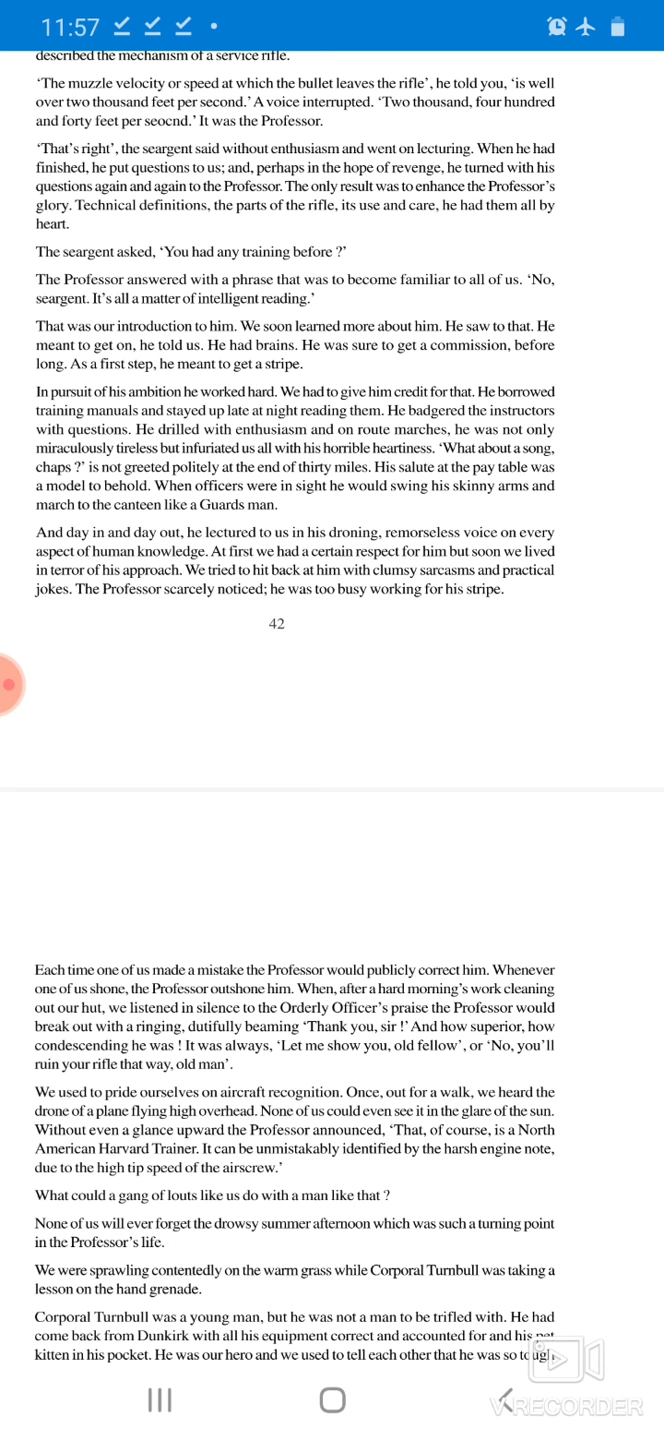 11:57
described the mechanism of a service rifle.
‘The muzzle velocity or speed at which the bullet leaves the rifle’, he told you, ‘is well
over two thousand feet per second.’ A voice interrupted. ‘Two thousand, four hundred
and forty feet per seocnd.’ It was the Professor.
‘That’s right’, the seargent said without enthusiasm and went on lecturing. When he had
finished, he put questions to us; and, perhaps in the hope of revenge, he turned with his
questions again and again to the Professor. The only result was to enhance the Professor’s
glory. Technical definitions, the parts of the rifle, its use and care, he had them all by
heart.
The seargent asked, ‘You had any training before ?’
The Professor answered with a phrase that was to become familiar to all of us. ‘No,
seargent. It’s all a matter of intelligent reading.’
That was our introduction to him. We soon learned more about him. He saw to that. He
meant to get on, he told us. He had brains. He was sure to get a commission, before
long. As a first step, he meant to get a stripe.
In pursuit of his ambition he worked hard. We had to give him credit for that. He borrowed
training manuals and stayed up late at night reading them. He badgered the instructors
with questions. He drilled with enthusiasm and on route marches, he was not only
miraculously tireless but infuriated us all with his horrible heartiness. ‘What about a song,
chaps ?’ is not greeted politely at the end of thirty miles. His salute at the pay table was
a model to behold. When officers were in sight he would swing his skinny arms and
march to the canteen like a Guards man.
And day in and day out, he lectured to us in his droning, remorseless voice on every
aspect of human knowledge. At first we had a certain respect for him but soon we lived
in terror of his approach. We tried to hit back at him with clumsy sarcasms and practical
jokes. The Professor scarcely noticed; he was too busy working for his stripe.
42
Each time one of us made a mistake the Professor would publicly correct him. Whenever
one of us shone, the Professor outshone him. When, after a hard morning’s work cleaning
out our hut, we listened in silence to the Orderly Officer’s praise the Professor would
break out with a ringing, dutifully beaming ‘Thank you, sir !’ And how superior, how
condescending he was ! It was always, ‘Let me show you, old fellow’, or ‘No, you’ll
ruin your rifle that way, old man’.
We used to pride ourselves on aircraft recognition. Once, out for a walk, we heard the
drone of a plane flying high overhead. None of us could even see it in the glare of the sun.
Without even a glance upward the Professor announced, ‘That, of course, is a North
American Harvard Trainer. It can be unmistakably identified by the harsh engine note,
due to the high tip speed of the airscrew.’
What could a gang of louts like us do with a man like that ?
None of us will ever forget the drowsy summer afternoon which was such a turning point
in the Professor’s life.
We were sprawling contentedly on the warm grass while Corporal Turnbull was taking a
lesson on the hand grenade.
Corporal Turnbull was a young man, but he was not a man to be trifled with. He had
come back from Dunkirk with all his equipment correct and accounted for and his pet
kitten in his pocket. He was our hero and we used to tell each other that he was so tough
V RECORDER